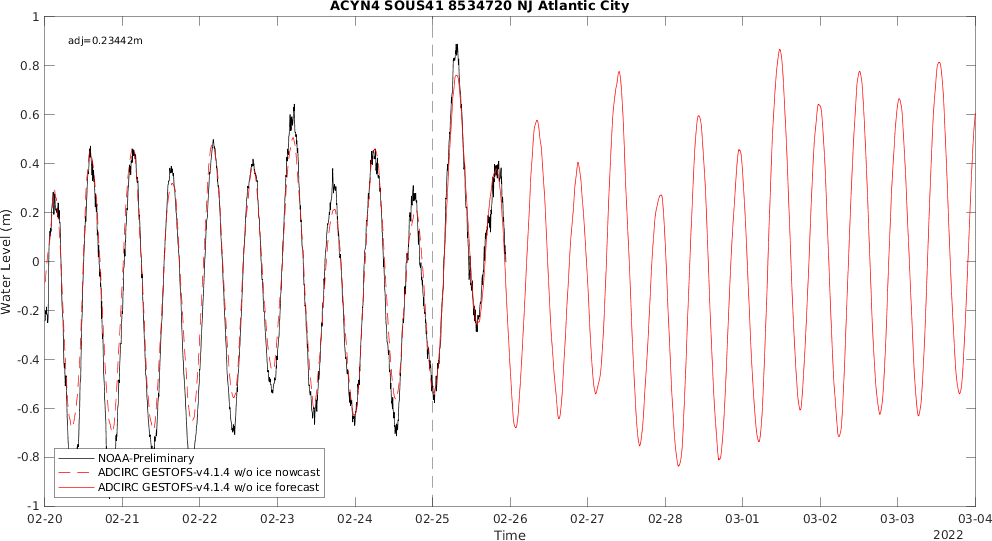 ACYN4 SOUS41 8534720 NJ Atlantic City
adj=0.23442m
Water Level (m)
1
0.8
0.6
0.4
0.2
0
-0.2
-0.4
-0.6
-0.8
-1
NOAA-Preliminary
ADCIRC GESTOFS-v4.1.4 w/o ice nowcast
ADCIRC GESTOFS-v4.1.4 w/o ice forecast
02-20 02-21 02-22 02-23 02-24 02-25 02-26 02-27 02-28 03-01 03-02 03-03 03-04
Time
2022